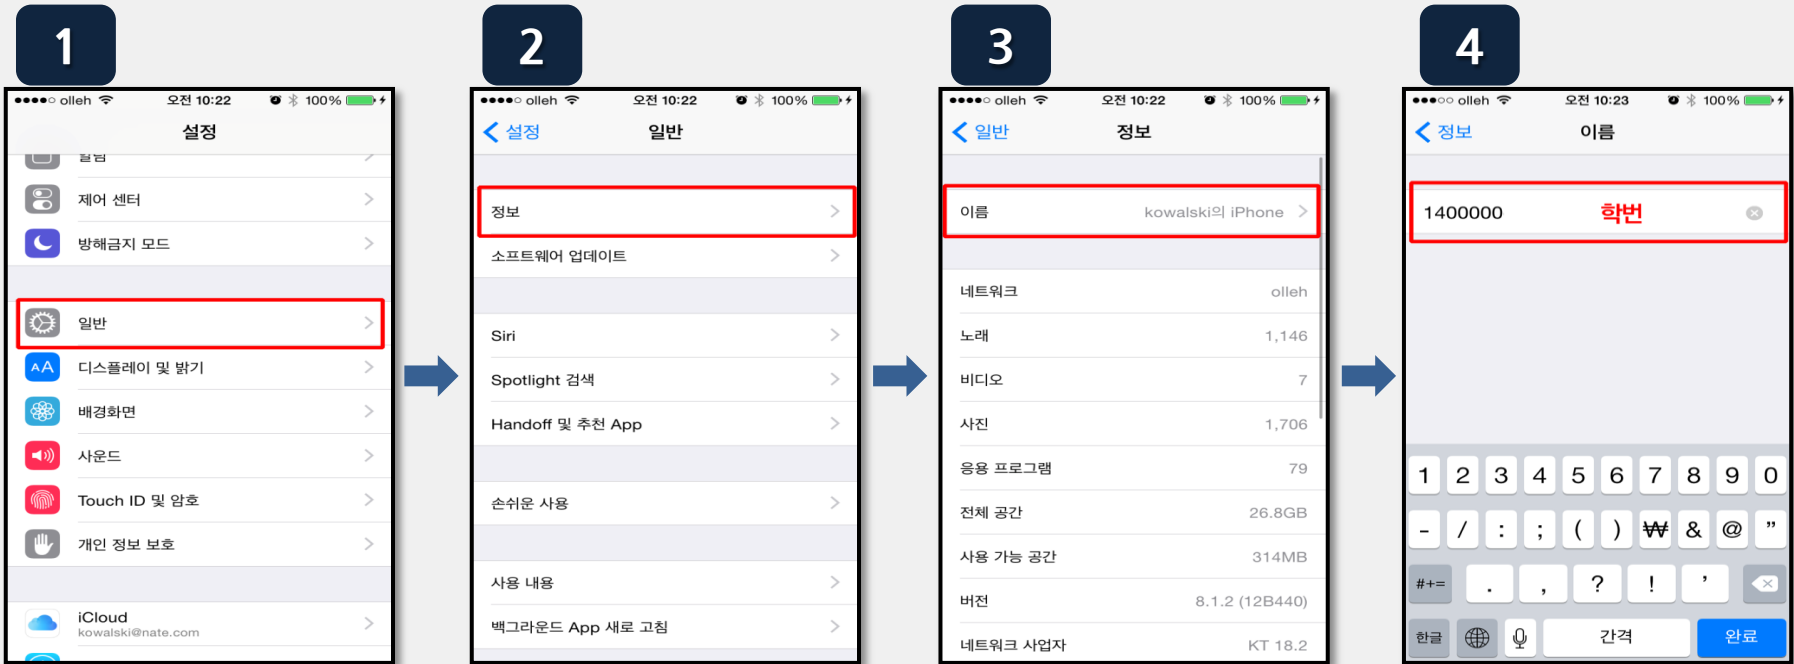 1
olleh 오전 10:22 100%
설정
알림
제어 센터
방해금지 모드
일반
디스플레이 및 밝기
배경화면
사운드
Touch ID 및 암호
개인 정보 보호
iCloud
kowalski@nate.com
2
olleh 오전 10:22 100%
설정 일반
정보
소프트웨어 업데이트
Siri
Spotlight 검색
Handoff 및 추천 App
손쉬운 사용
사용 내용
백그라운드 App 새로 고침
3
olleh 오전 10:22 100%
일반 정보
이름 kowalski의 iPhone
네트워크 olleh
노래 1,146
비디오 7
사진 1,706
응용 프로그램 79
전체 공간 26.8GB
사용 가능 공간 314MB
버전 8.1.2 (12B440)
네트워크 사업자 KT 18.2
4
olleh 오전 10:23 100%
정보 이름
1400000 학번
1 2 3 4 5 6 7 8 9 0
- / : ; ( ) ₩ & @ "
#+= . , ? ! '
한글 간격 완료